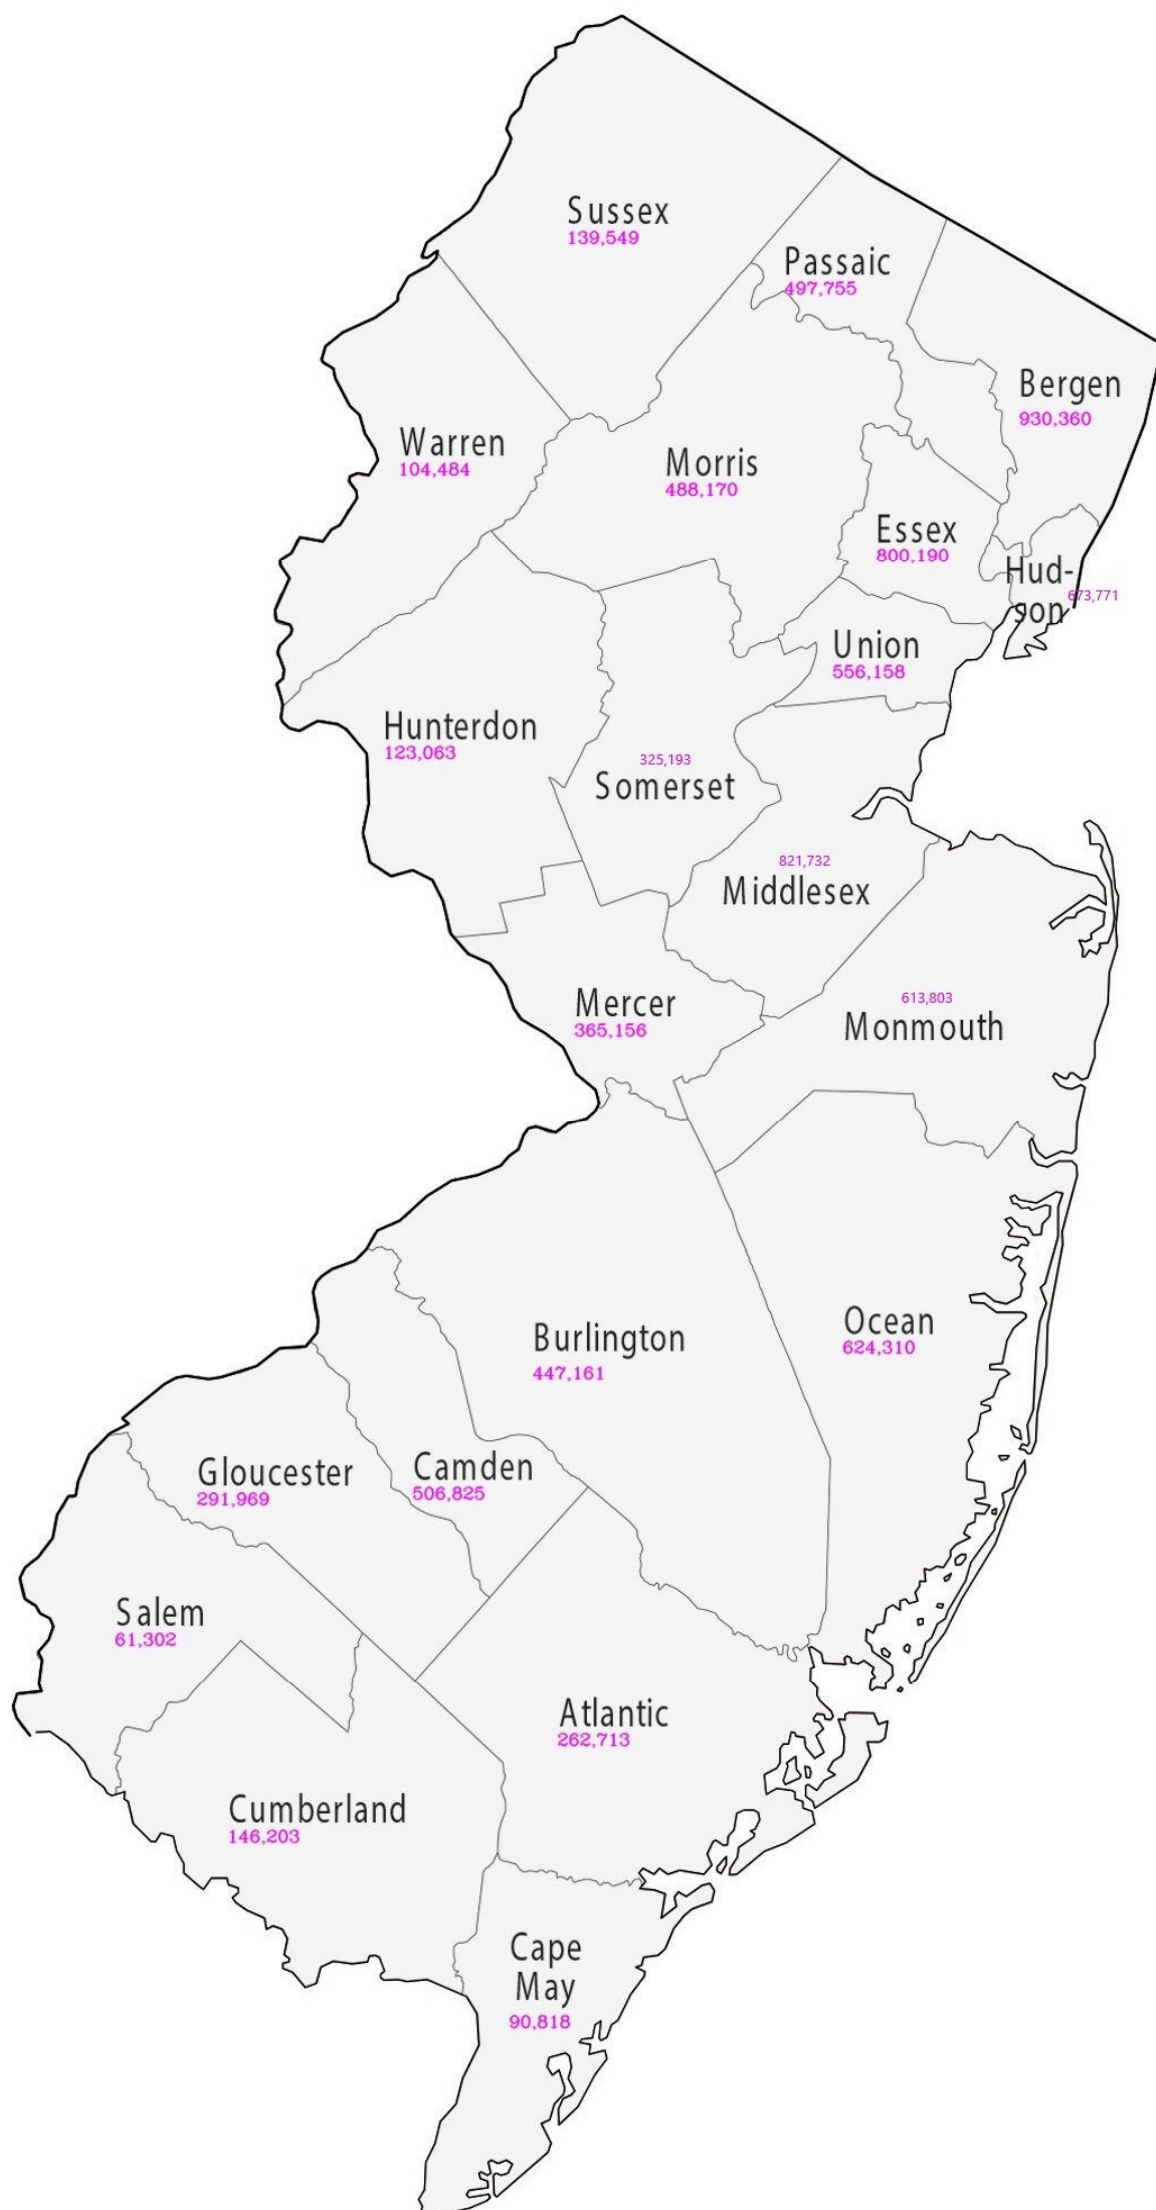 Sussex
139,549
Passaic
497,755
Bergen
930,360
Warren
104,484
Morris
488,170
Essex
800,190
Hud-
son
673,771
Union
556,158
Hunterdon
123,063
325,193
Somerset
821,732
Middlesex
Mercer
365,156
613,803
Monmouth
Ocean
624,310
Burlington
447,161
Camden
506,825
Gloucester
291,969
Salem
61,302
Atlantic
262,713
Cumberland
146,203
Cape
May
90,818